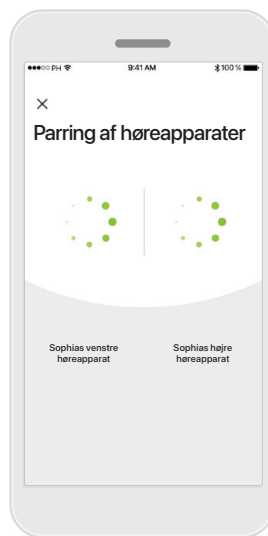 ●●●○○ PH 9:41 AM 100 %
Parring af høreapparater
Sophias venstre
høreapparat
Sophias højre
høreapparat